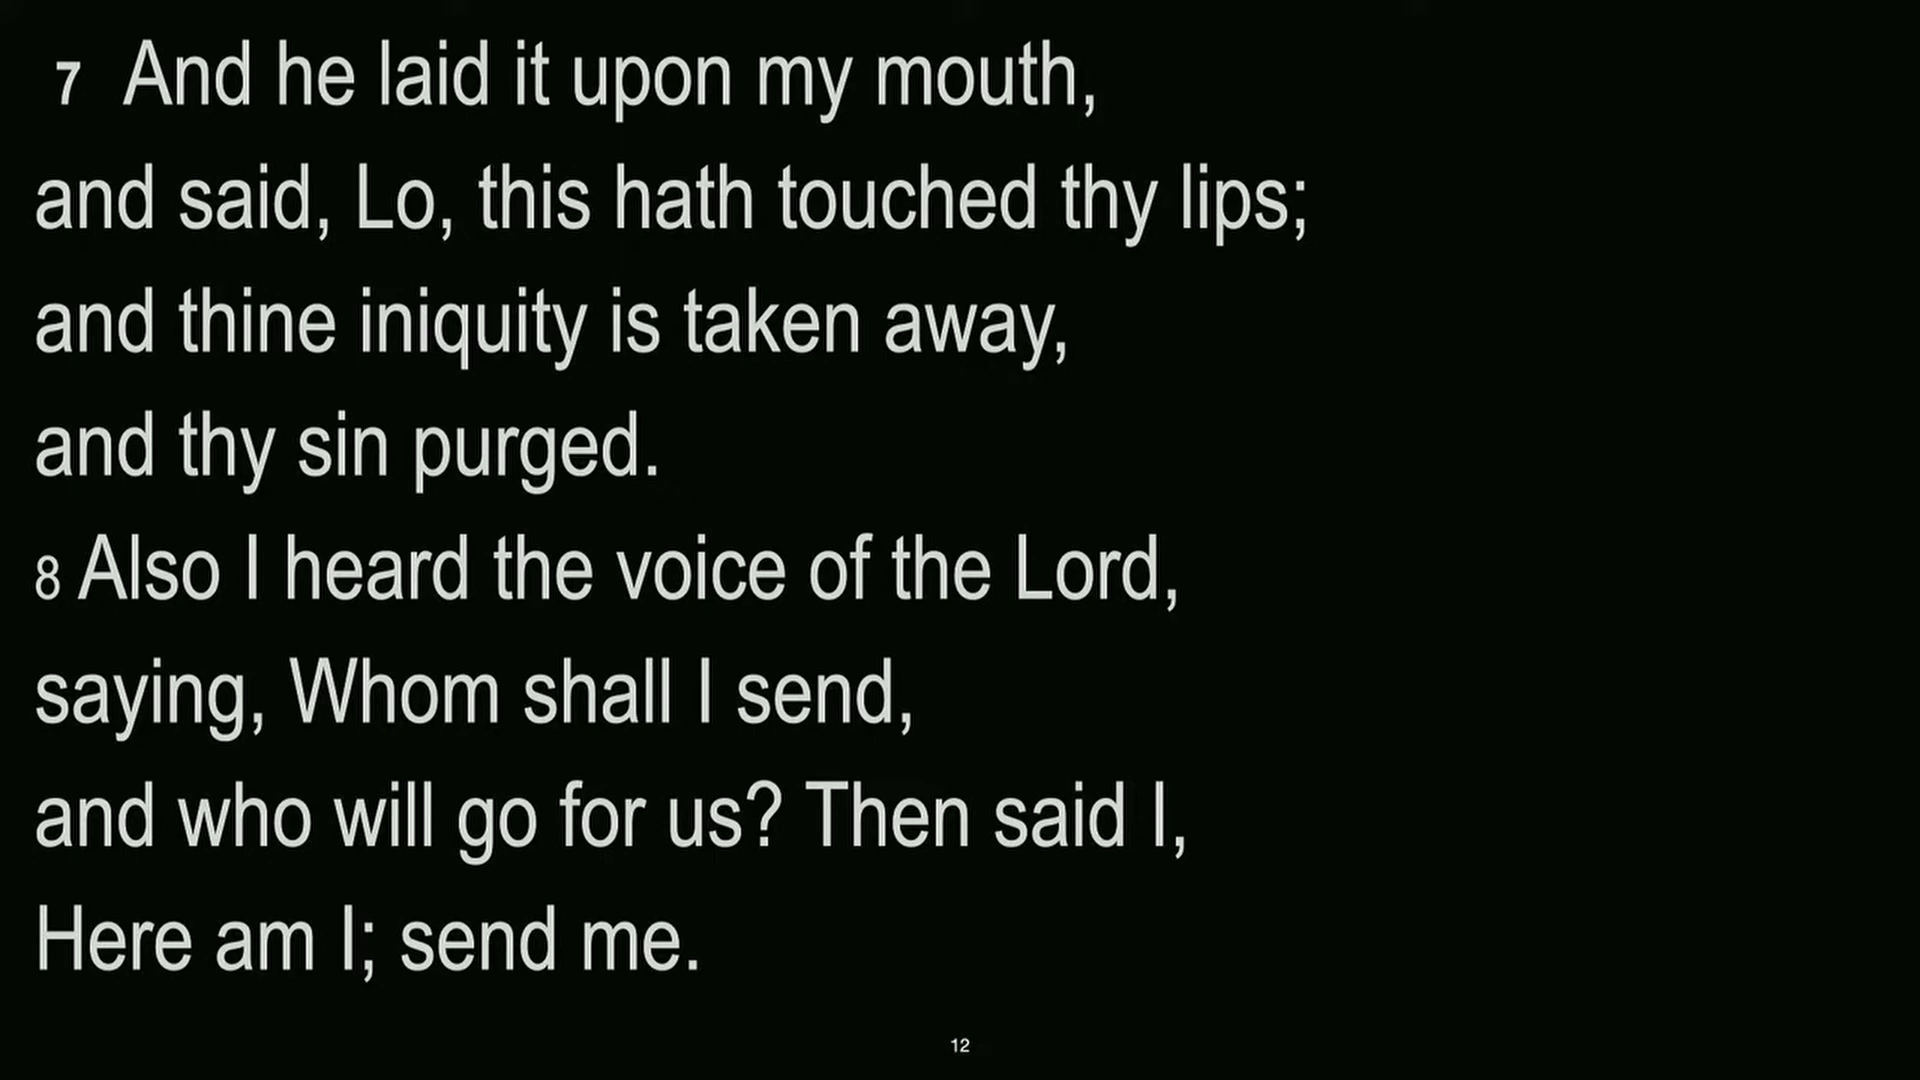 7 And he laid it upon my mouth,
and said, Lo, this hath touched thy lips;
and thine iniquity is taken away,
and thy sin purged.
8 Also I heard the voice of the Lord,
saying, Whom shall I send,
and who will go for us? Then said I,
Here am I; send me.
12